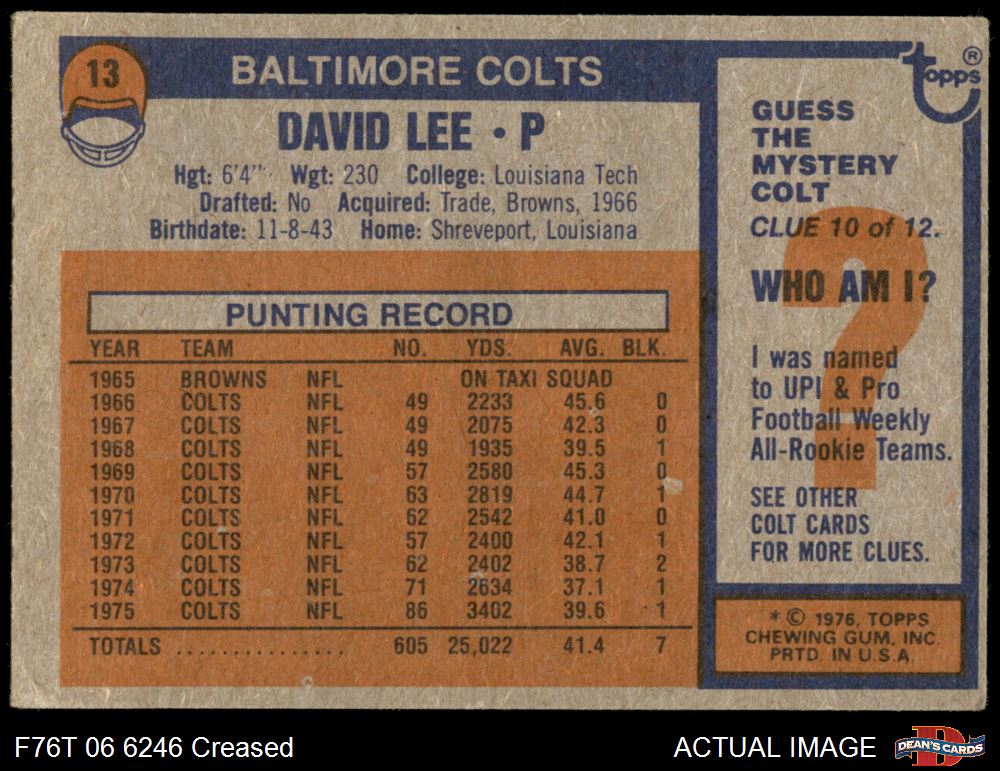 13
BALTIMORE COLTS
DAVID LEE • P
Hgt: 6'4" Wgt: 230 College: Louisiana Tech
Drafted: No Acquired: Trade, Browns, 1966
Birthdate: 11-8-43 Home: Shreveport, Louisiana
PUNTING RECORD
YEAR TEAM NO. YDS. AVG. BLK.
1965 BROWNS NFL ON TAXI SQUAD
1966 COLTS NFL 49 2233 45.6 0
1967 COLTS NFL 49 2075 42.3 0
1968 COLTS NFL 49 1935 39.5 1
1969 COLTS NFL 57 2580 45.3 0
1970 COLTS NFL 63 2819 44.7 1
1971 COLTS NFL 62 2542 41.0 0
1972 COLTS NFL 57 2400 42.1 1
1973 COLTS NFL 62 2402 38.7 2
1974 COLTS NFL 71 2634 37.1 1
1975 COLTS NFL 86 3402 39.6 1
TOTALS ............... 605 25,022 41.4 7
topps ®
GUESS
THE
MYSTERY
COLT
CLUE 10 of 12.
?
WHO AM I?
I was named
to UPI & Pro
Football Weekly
All-Rookie Teams.
SEE OTHER
COLT CARDS
FOR MORE CLUES.
* © 1976, TOPPS
CHEWING GUM, INC.
PRTD. IN U.S.A.
F76T 06 6246 Creased
ACTUAL IMAGE
D
DEAN'S CARDS